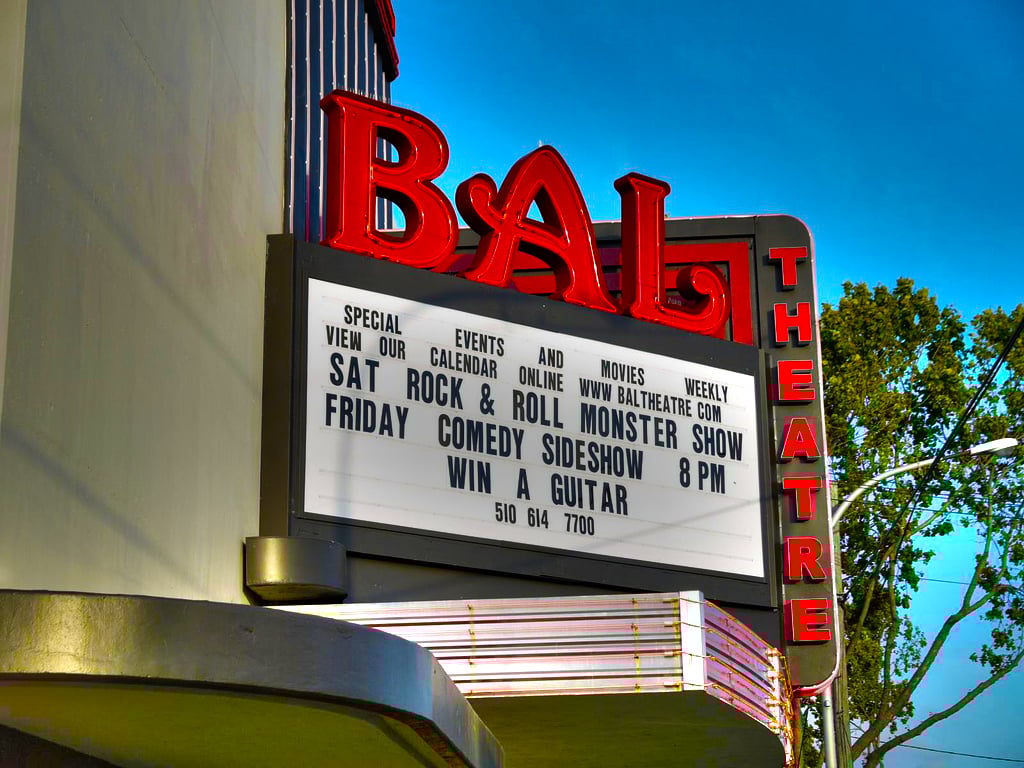 BAL
THEATRE
SPECIAL EVENTS AND MOVIES WEEKLY
VIEW OUR CALENDAR ONLINE WWW BALTHEATRE COM
SAT ROCK & ROLL MONSTER SHOW
FRIDAY COMEDY SIDESHOW 8 PM
WIN A GUITAR
510 614 7700